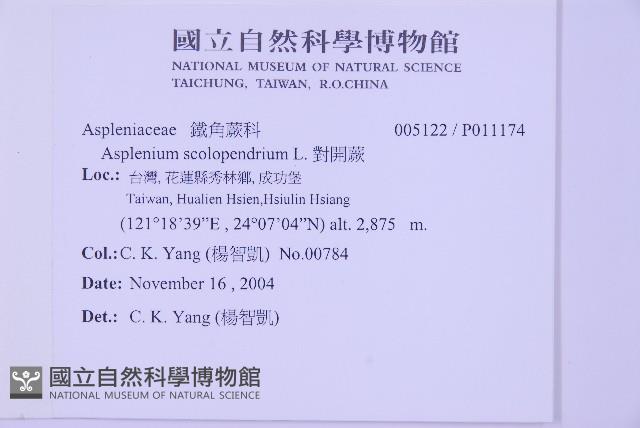 國立自然科學博物館
NATIONAL MUSEUM OF NATURAL SCIENCE
TAICHUNG, TAIWAN, R.O.CHINA
Aspleniaceae 鐵角蕨科 005122 / P011174
Asplenium scolopendrium L. 對開蕨
Loc.: 台灣, 花蓮縣秀林鄉, 成功堡
Taiwan, Hualien Hsien,Hsiulin Hsiang
(121°18'39"E , 24°07'04"N) alt. 2,875 m.
Col.: C. K. Yang (楊智凱) No.00784
Date: November 16 , 2004
Det.: C. K. Yang (楊智凱)
國立自然科學博物館
NATIONAL MUSEUM OF NATURAL SCIENCE